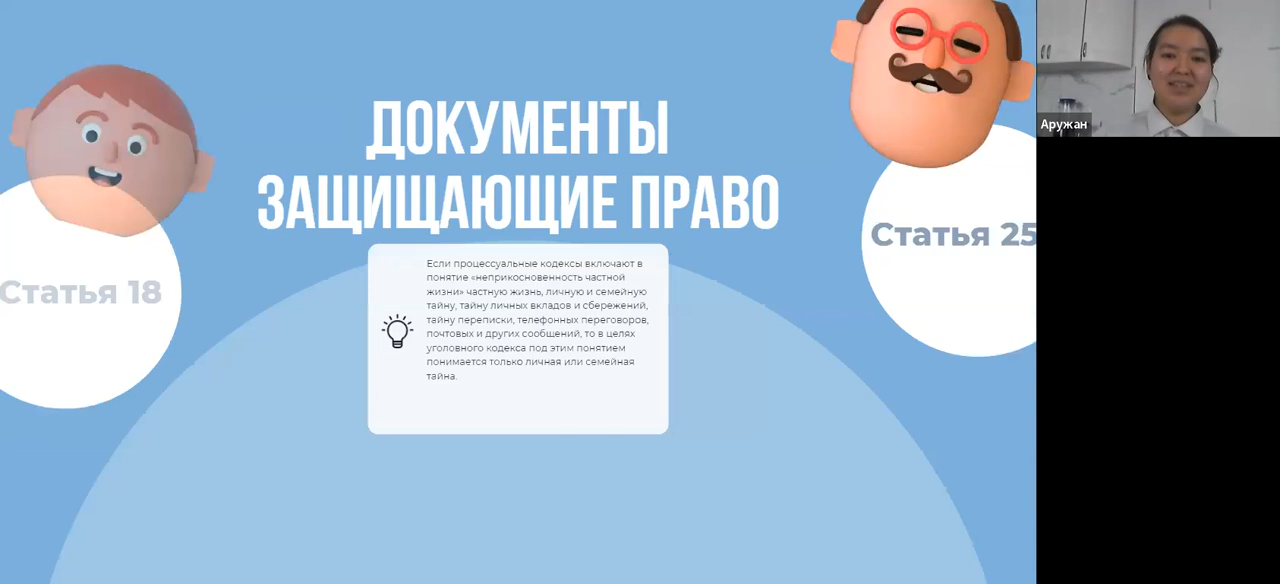 ДОКУМЕНТЫ
ЗАЩИЩАЮЩИЕ ПРАВО
Статья 18
Статья 25
Если процессуальные кодексы включают в
понятие «неприкосновенность частной
жизни» частную жизнь, личную и семейную
тайну, тайну личных вкладов и сбережений,
тайну переписки, телефонных переговоров,
почтовых и других сообщений, то в целях
уголовного кодекса под этим понятием
понимается только личная или семейная
тайна.
Аружан